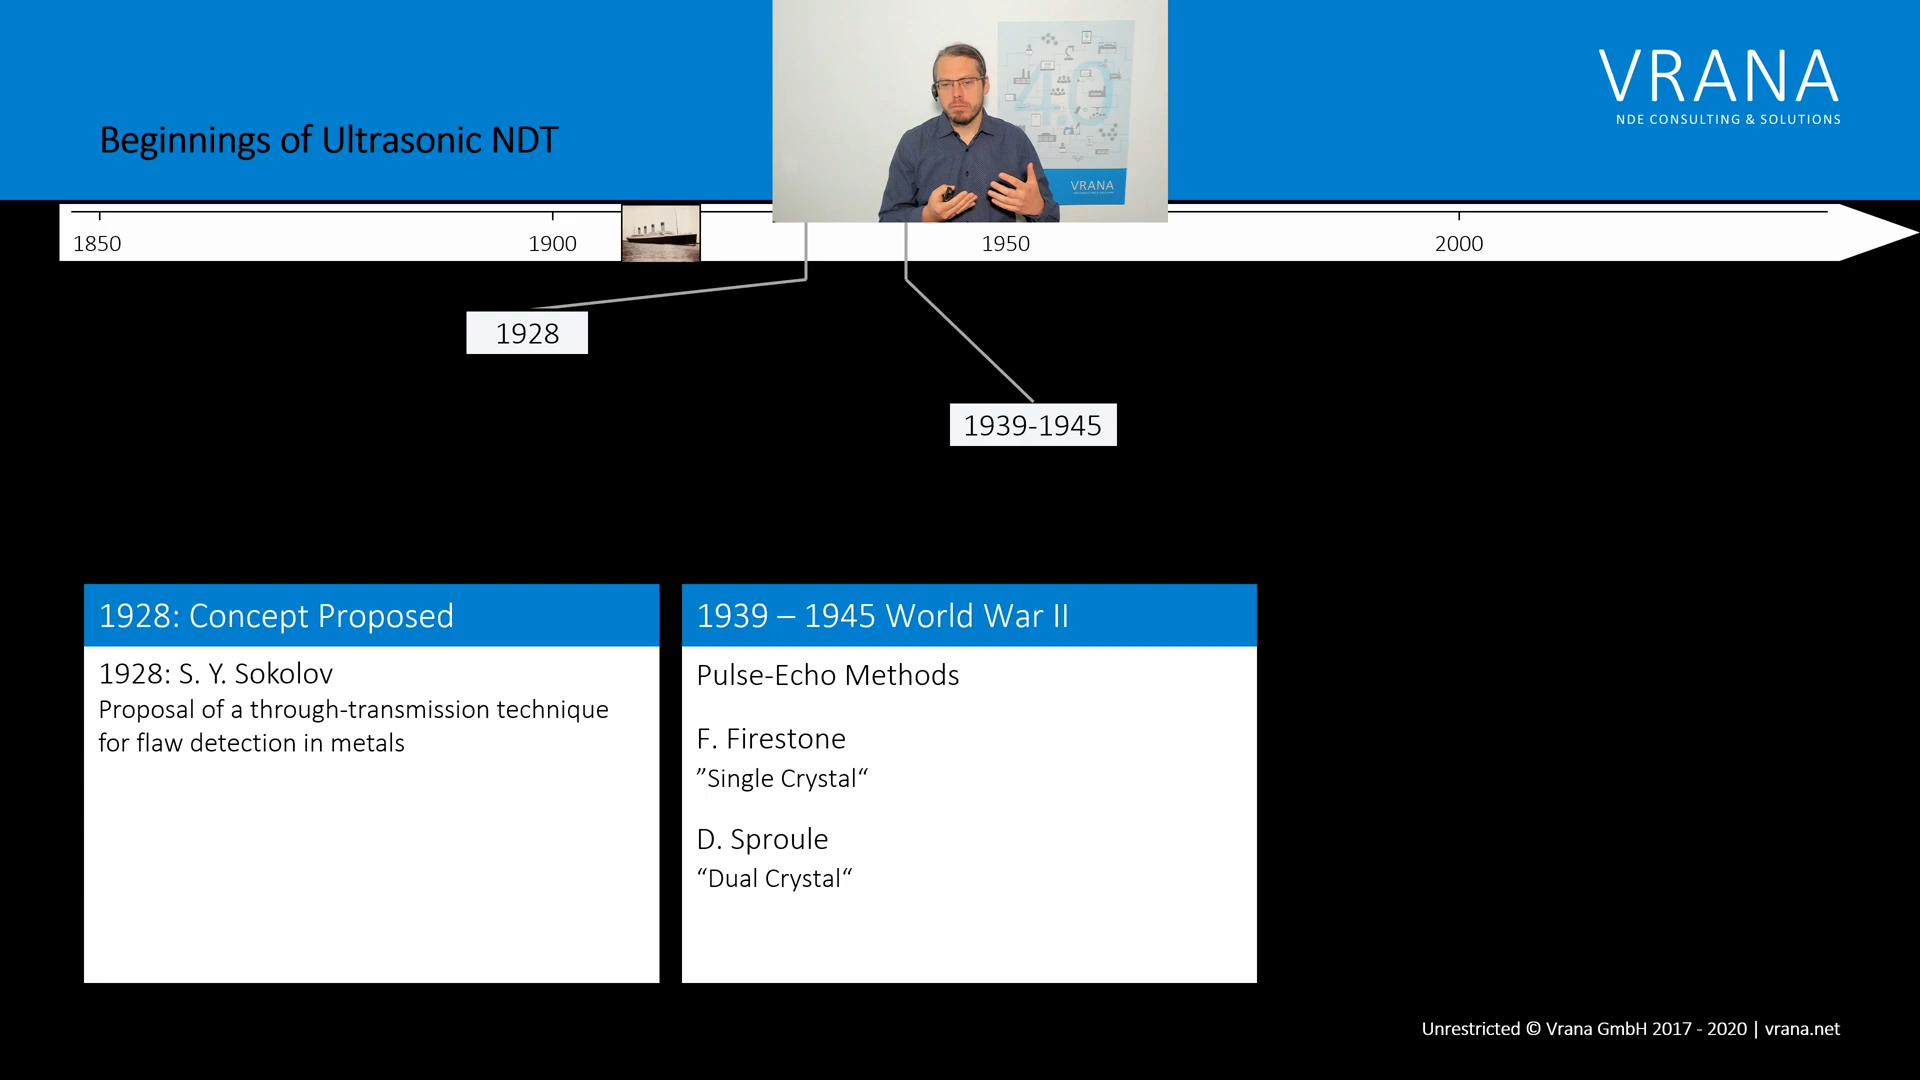 VRANA
NDE CONSULTING & SOLUTIONS
Beginnings of Ultrasonic NDT
4.0
VRANA
1850
1900
1950
2000
1928
1939-1945
1928: Concept Proposed
1928: S. Y. Sokolov
Proposal of a through-transmission technique
for flaw detection in metals
1939 – 1945 World War II
Pulse-Echo Methods
F. Firestone
”Single Crystal“
D. Sproule
“Dual Crystal“
Unrestricted © Vrana GmbH 2017 - 2020 | vrana.net